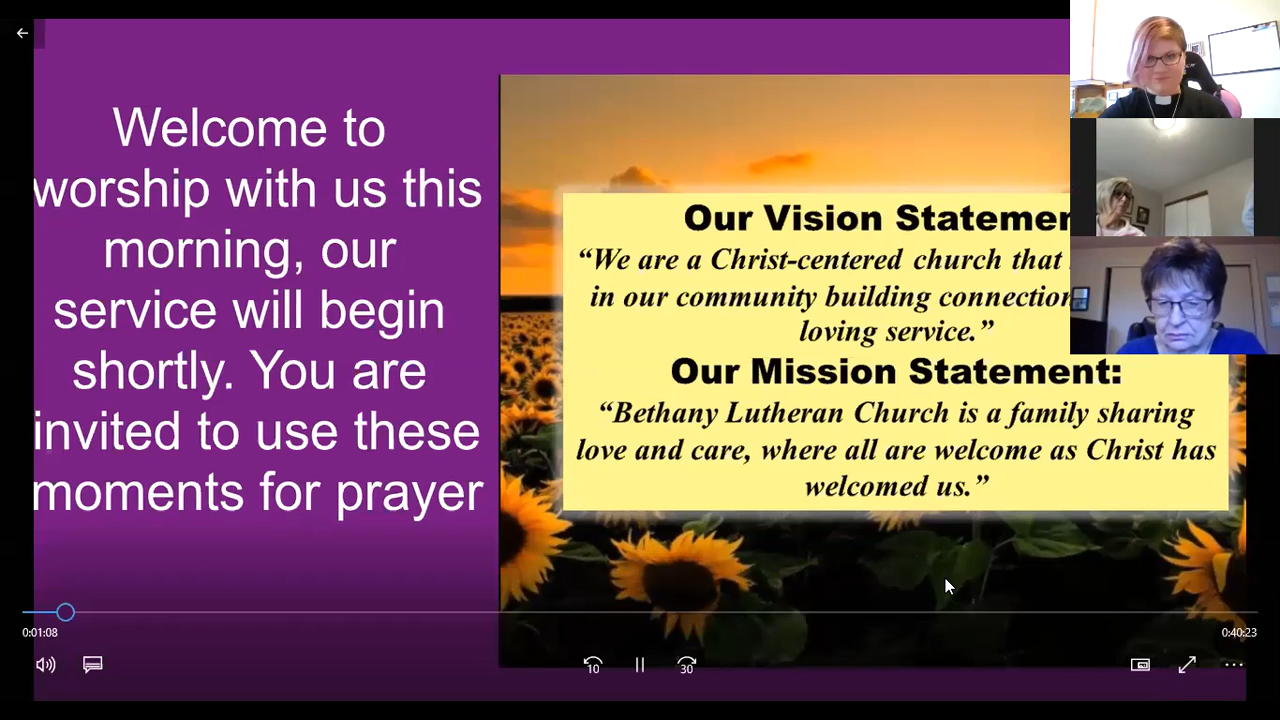 Welcome to
worship with us this
morning, our
service will begin
shortly. You are
invited to use these
moments for prayer
Our Vision Statemen
“We are a Christ-centered church that
in our community building connection
loving service.”
Our Mission Statement:
“Bethany Lutheran Church is a family sharing
love and care, where all are welcome as Christ has
welcomed us.”
0:01:08
0:40:23
10
30